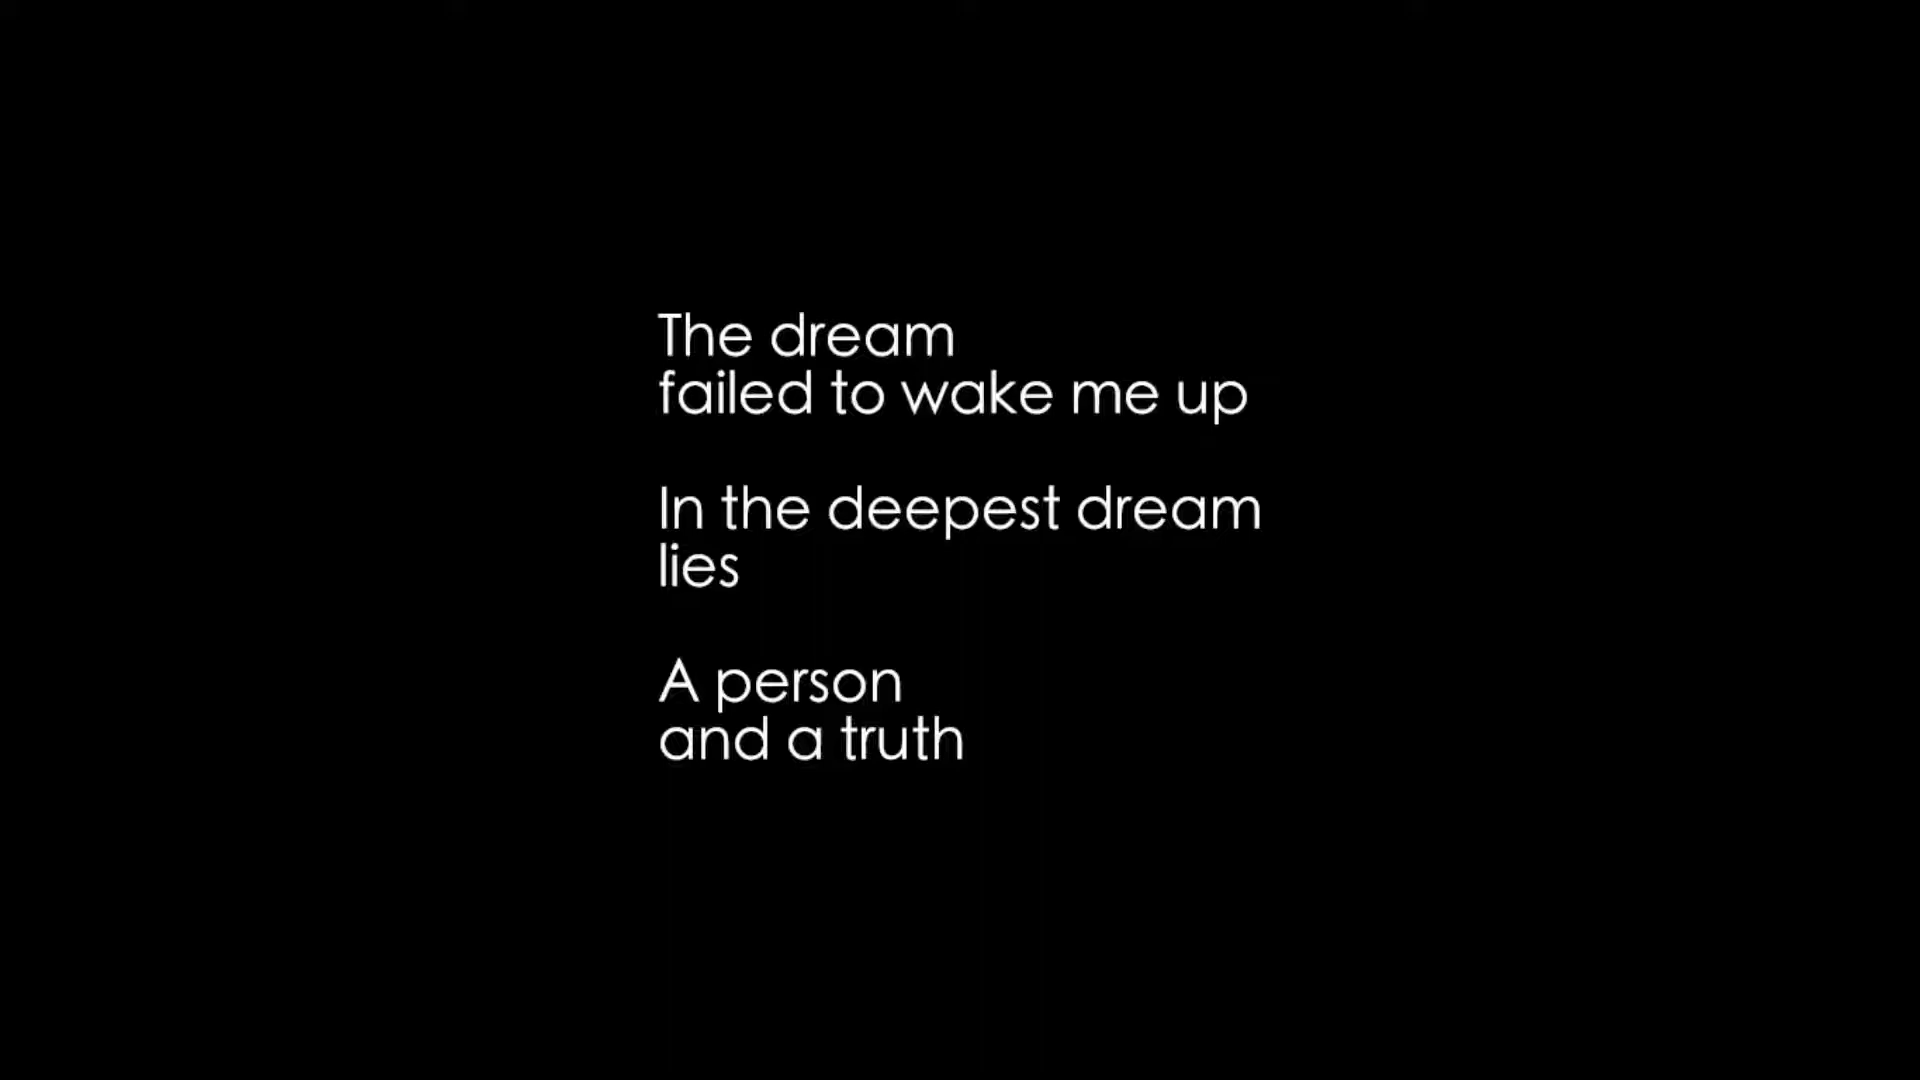 The dream
failed to wake me up
In the deepest dream
lies
A person
and a truth